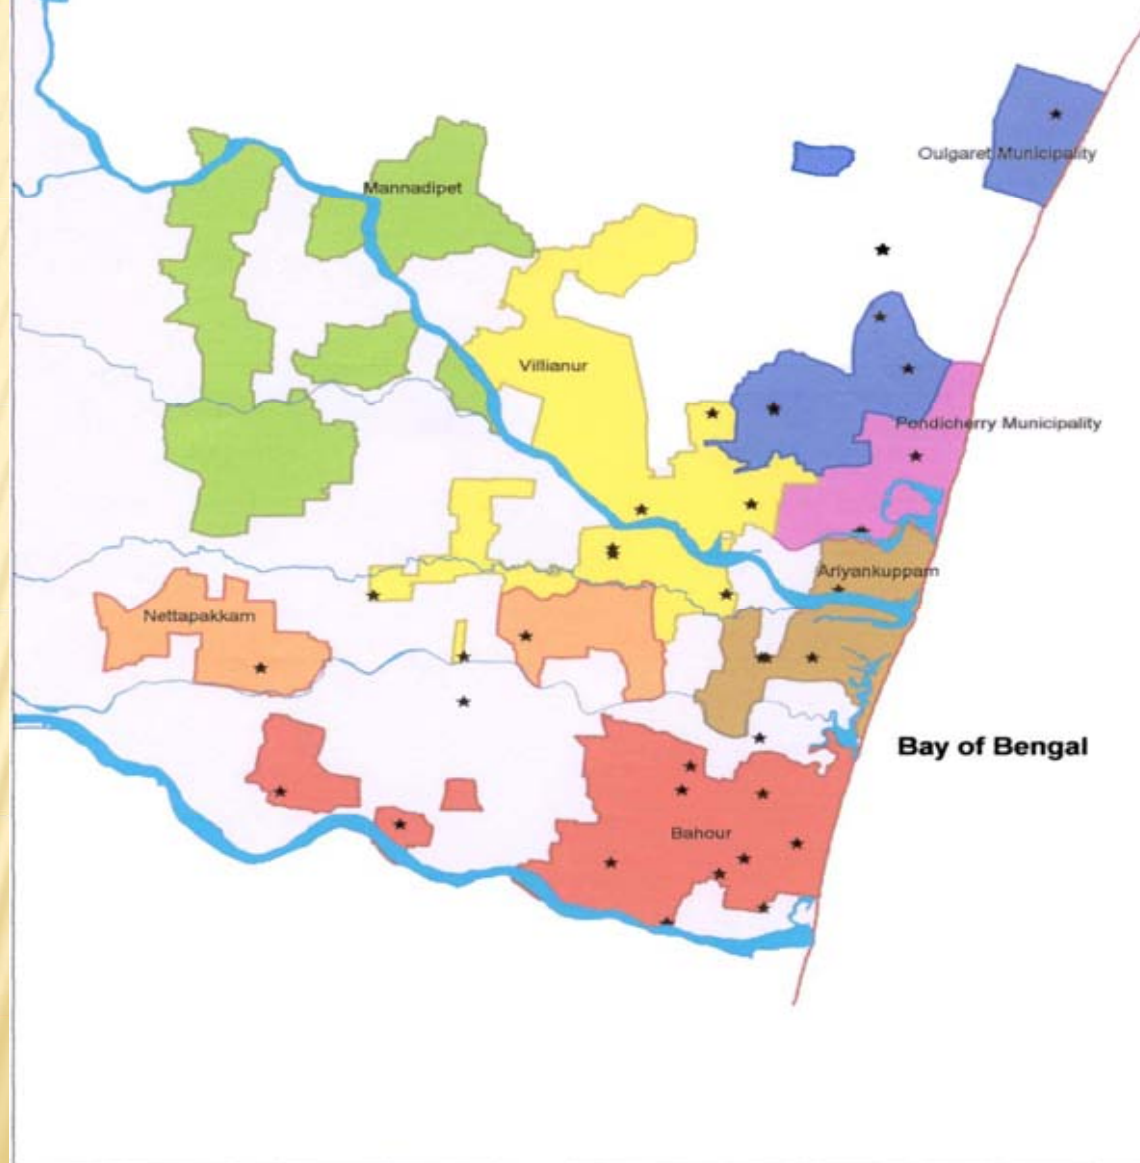 Oulgaret Municipality
Mannadipet
Villianur
Pondicherry Municipality
Ariyankuppam
Nettapakkam
Bay of Bengal
Bahour